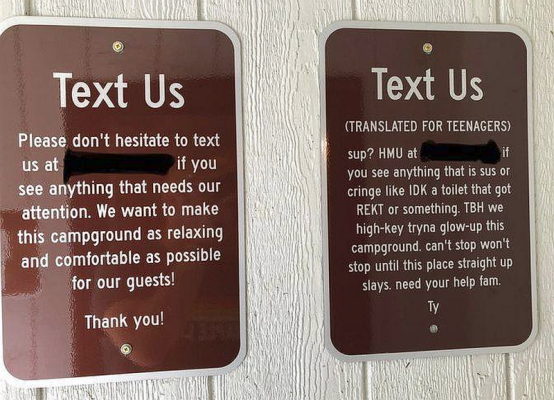 Text Us
Please don't hesitate to text
us at if you
see anything that needs our
attention. We want to make
this campground as relaxing
and comfortable as possible
for our guests!
Thank you!
Text Us
(TRANSLATED FOR TEENAGERS)
sup? HMU at if
you see anything that is sus or
cringe like IDK a toilet that got
REKT or something. TBH we
high-key tryna glow-up this
campground. can't stop won't
stop until this place straight up
slays. need your help fam.
Ty